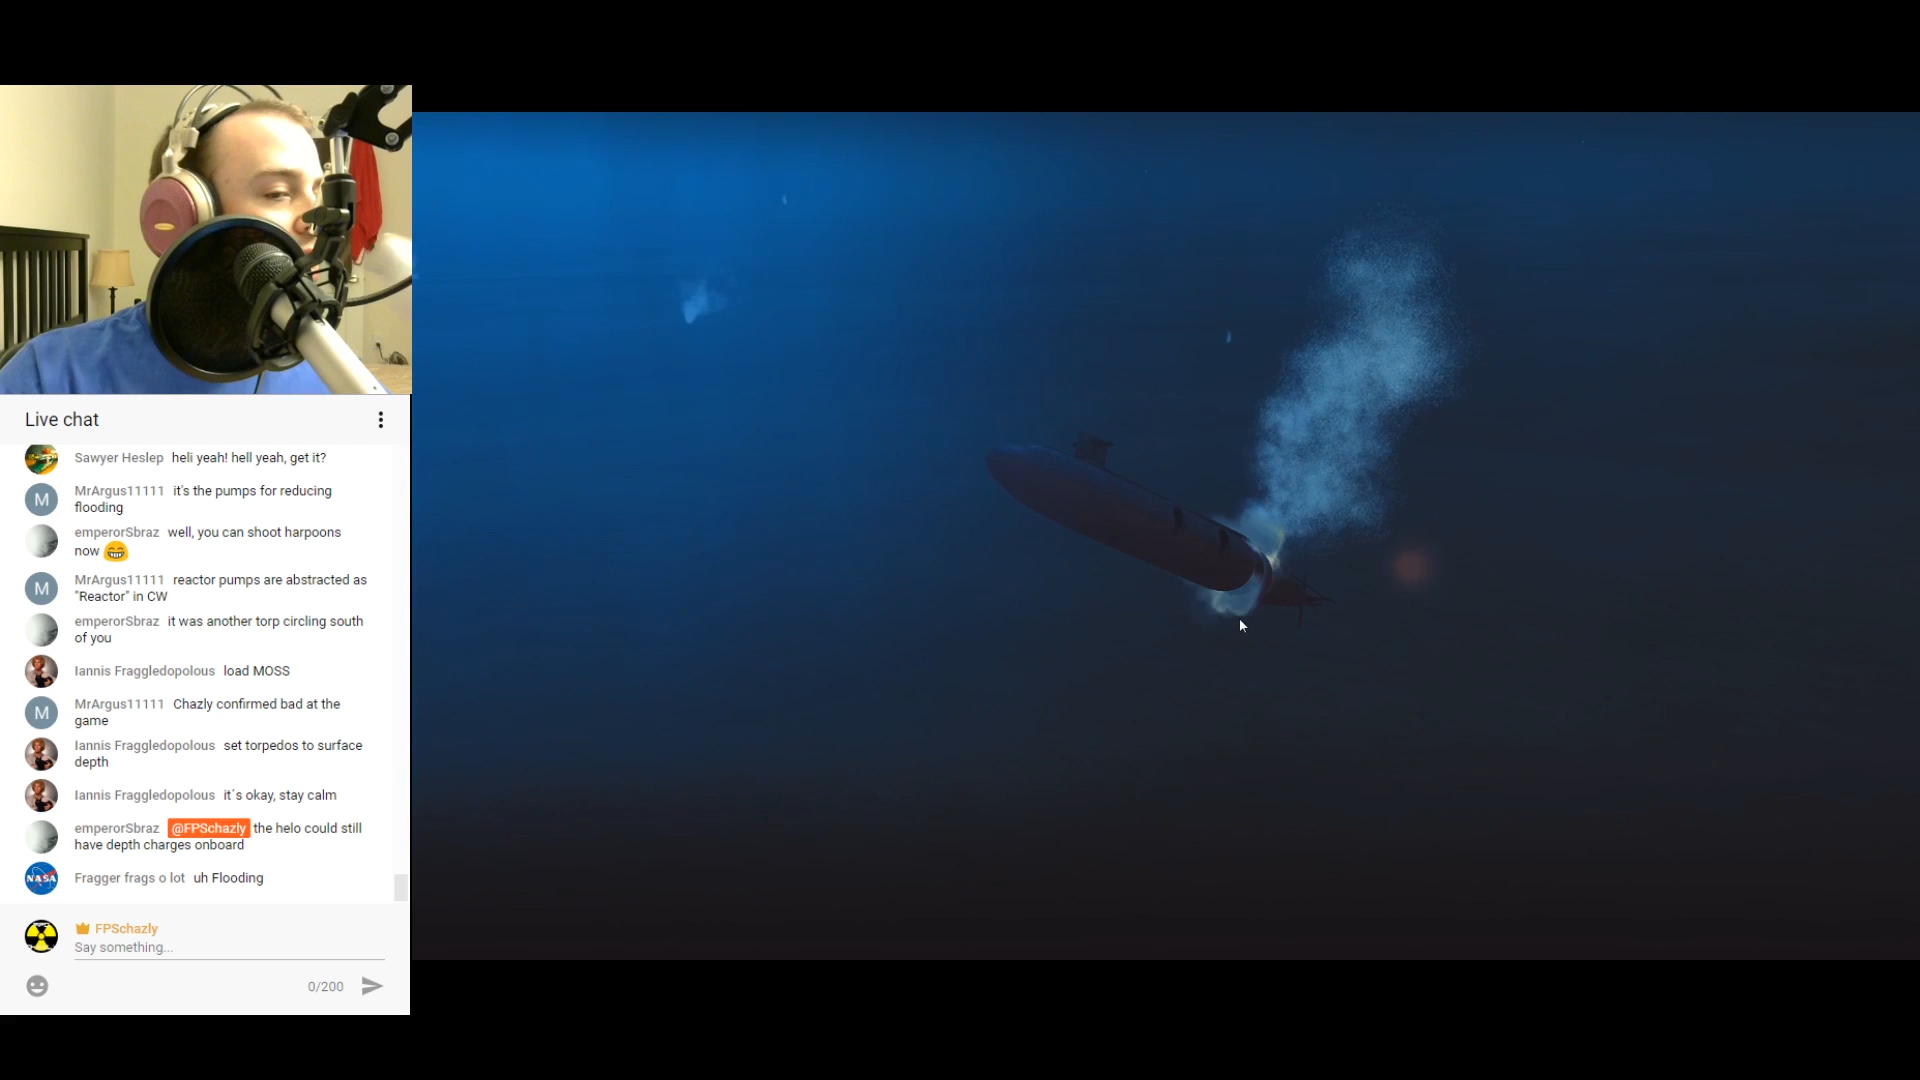 Live chat
Sawyer Heslep heli yeah! hell yeah, get it?
M
MrArgus11111 it's the pumps for reducing
flooding
emperorSbraz well, you can shoot harpoons
now 😁
M
MrArgus11111 reactor pumps are abstracted as
"Reactor" in CW
emperorSbraz it was another torp circling south
of you
Iannis Fraggledopolous load MOSS
M
MrArgus11111 Chazly confirmed bad at the
game
Iannis Fraggledopolous set torpedos to surface
depth
Iannis Fraggledopolous it´s okay, stay calm
emperorSbraz @FPSchazly the helo could still
have depth charges onboard
NASA
Fragger frags o lot uh Flooding
FPSchazly
Say something...
0/200